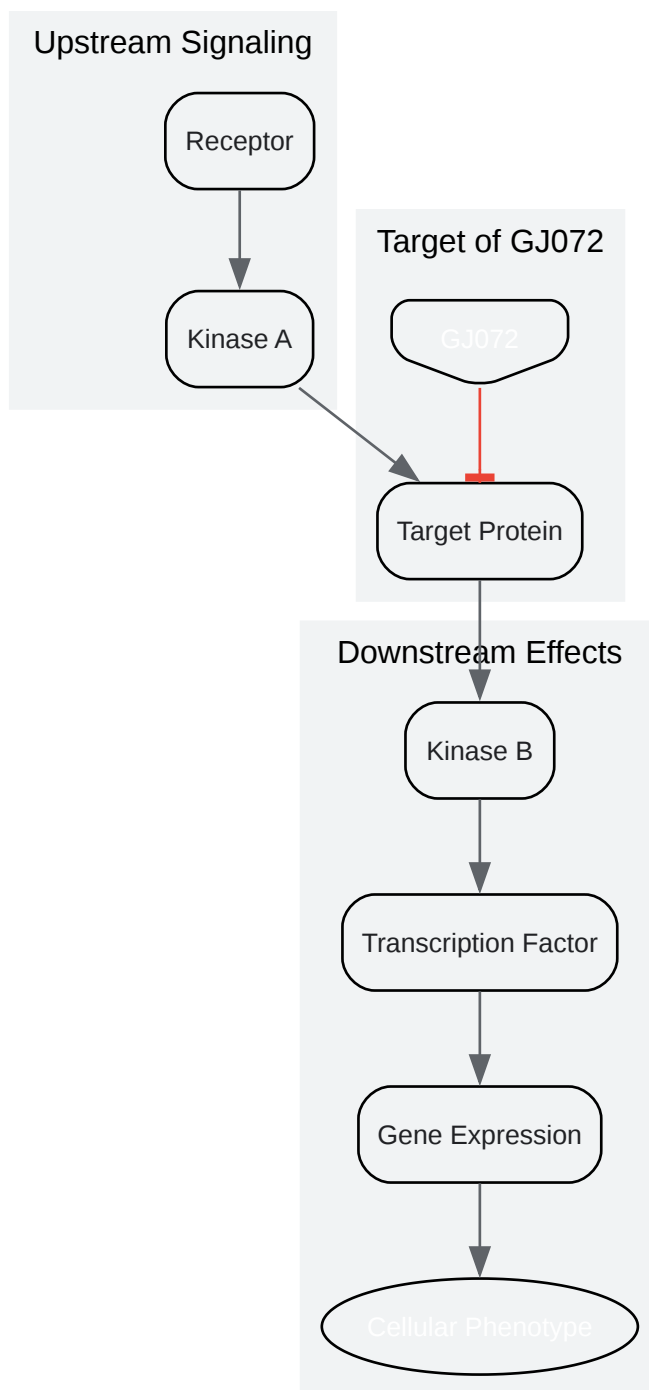 Upstream Signaling
Receptor
Kinase A
Target of GJ072
GJ072
Target Protein
Downstream Effects
Kinase B
Transcription Factor
Gene Expression
Cellular Phenotype